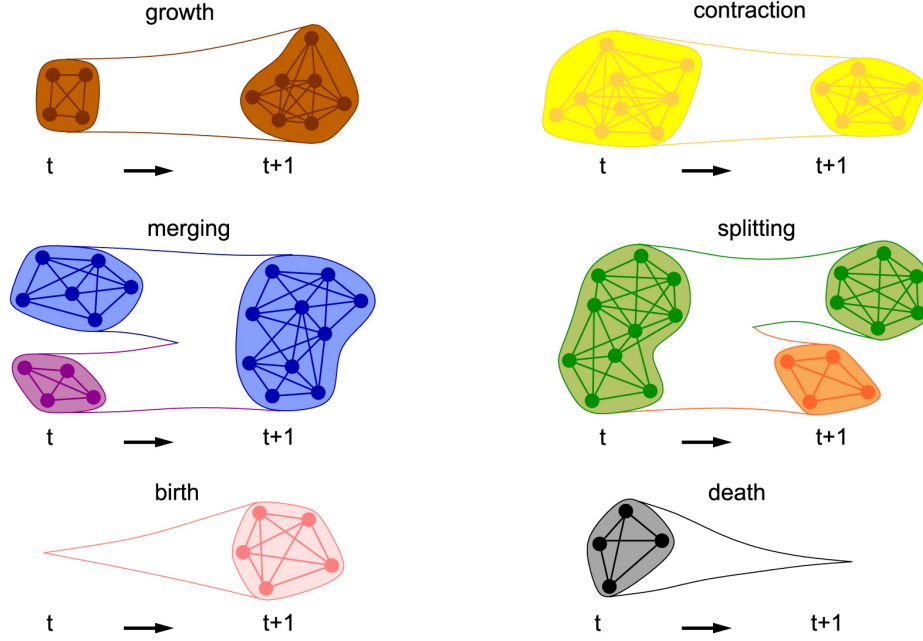 growth
contraction
t
t+1
t
t+1
merging
splitting
t
t+1
t
t+1
birth
death
t
t+1
t
t+1